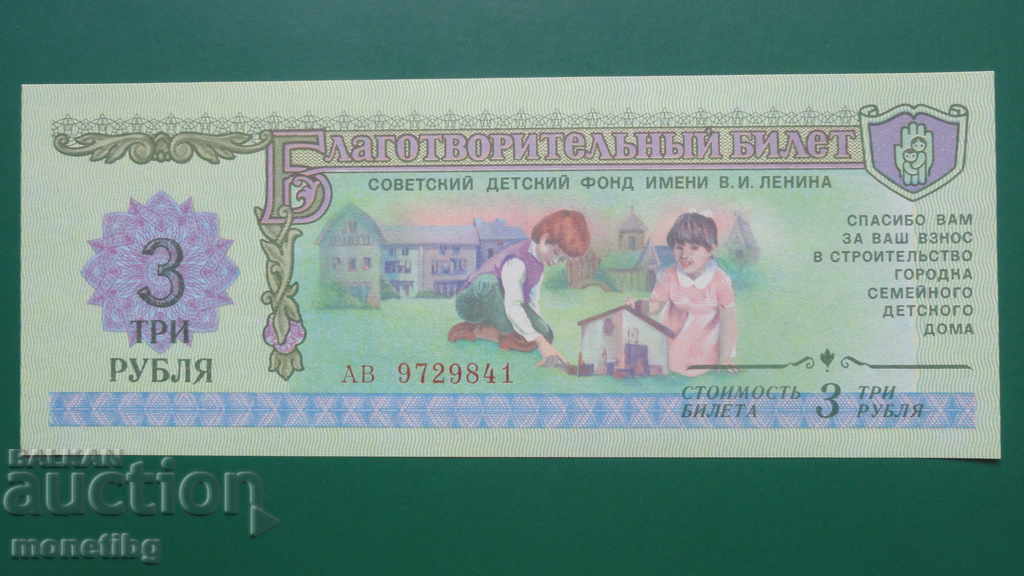 Благотворительный билет
СОВЕТСКИЙ ДЕТСКИЙ ФОНД ИМЕНИ В.И. ЛЕНИНА
СПАСИБО ВАМ
ЗА ВАШ ВЗНОС
В СТРОИТЕЛЬСТВО
ГОРОДКА
СЕМЕЙНОГО
ДЕТСКОГО
ДОМА
3
ТРИ
РУБЛЯ
АВ 9729841
СТОИМОСТЬ БИЛЕТА 3 ТРИ РУБЛЯ
BALKAN
auction
monetibg